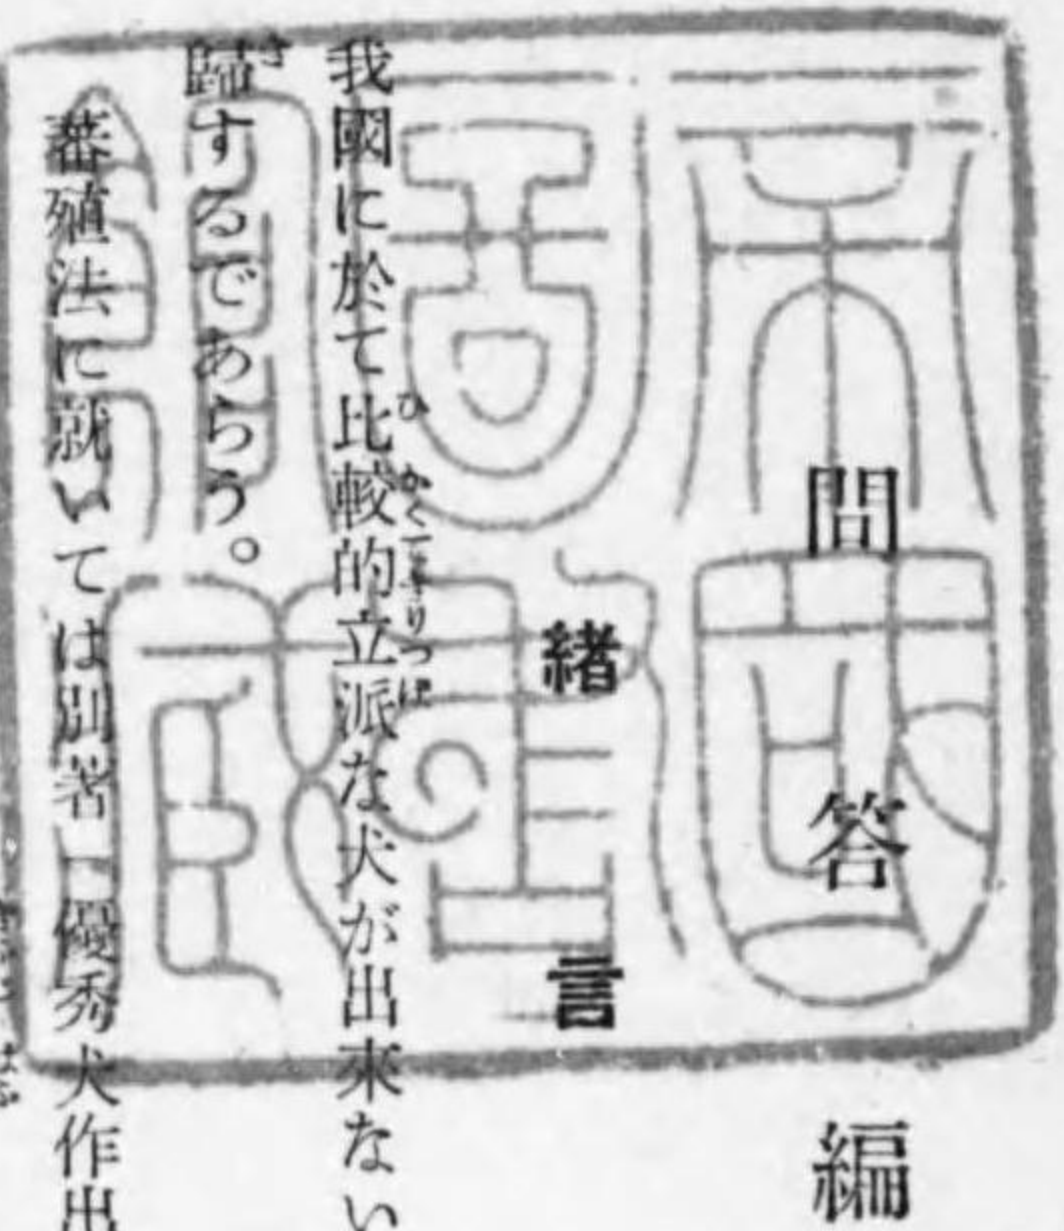 問答編
緒言
我國に於て比較的立派な犬が出來ない
歸するであらう。
蕃殖法に就いては別著「優秀犬作出